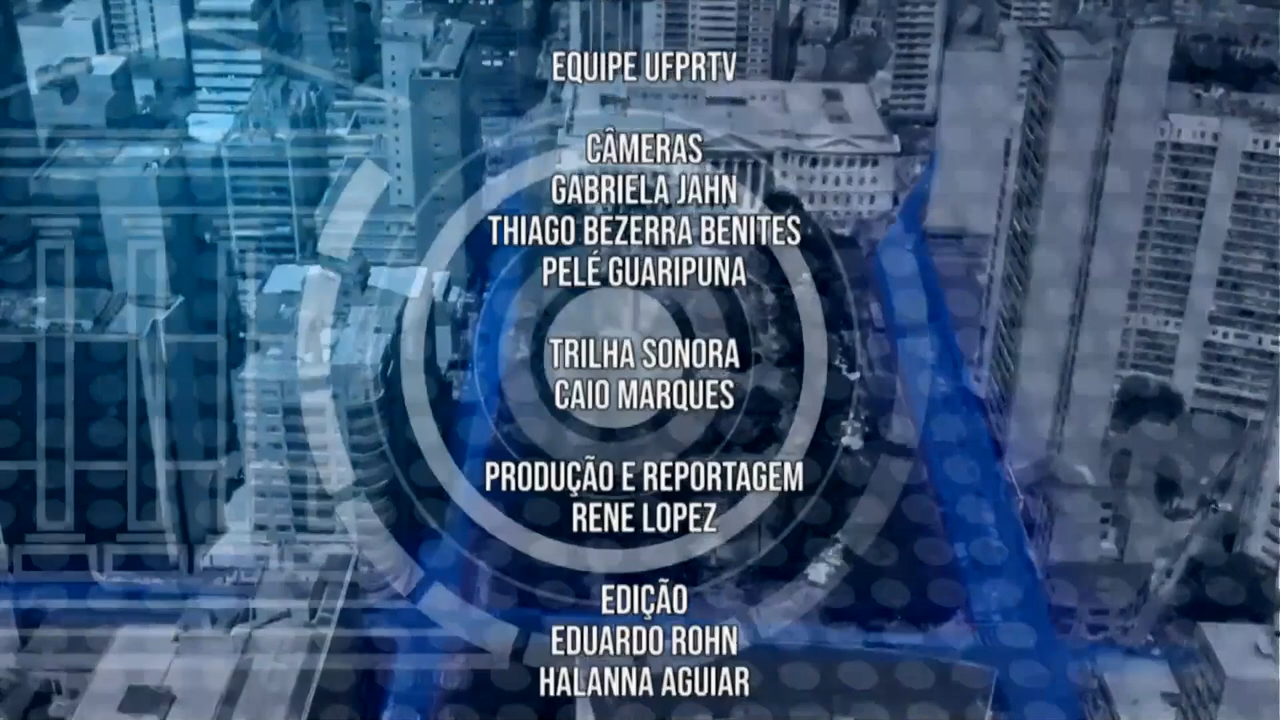 EQUIPE UFPRTV
CÂMERAS
GABRIELA JAHN
THIAGO BEZERRA BENITES
PELÉ GUARIPUNA
TRILHA SONORA
CAIO MARQUES
PRODUÇÃO E REPORTAGEM
RENE LOPEZ
EDIÇÃO
EDUARDO ROHN
HALANNA AGUIAR